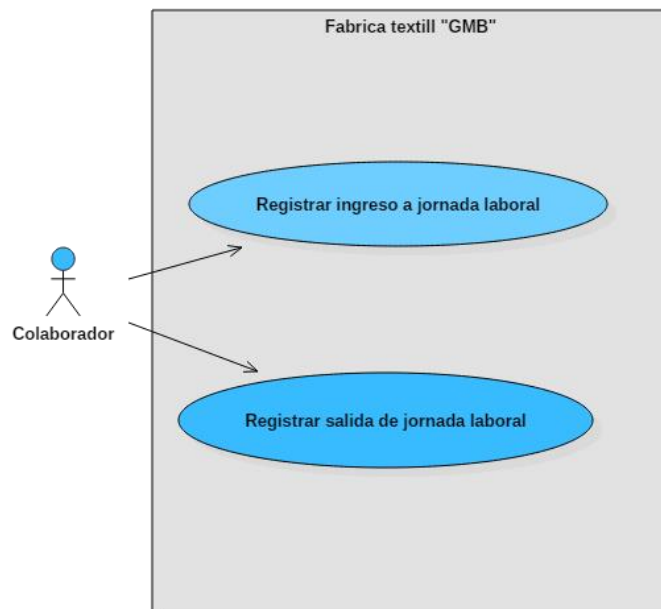 Fabrica textill "GMB"
Registrar ingreso a jornada laboral
Colaborador
Registrar salida de jornada laboral